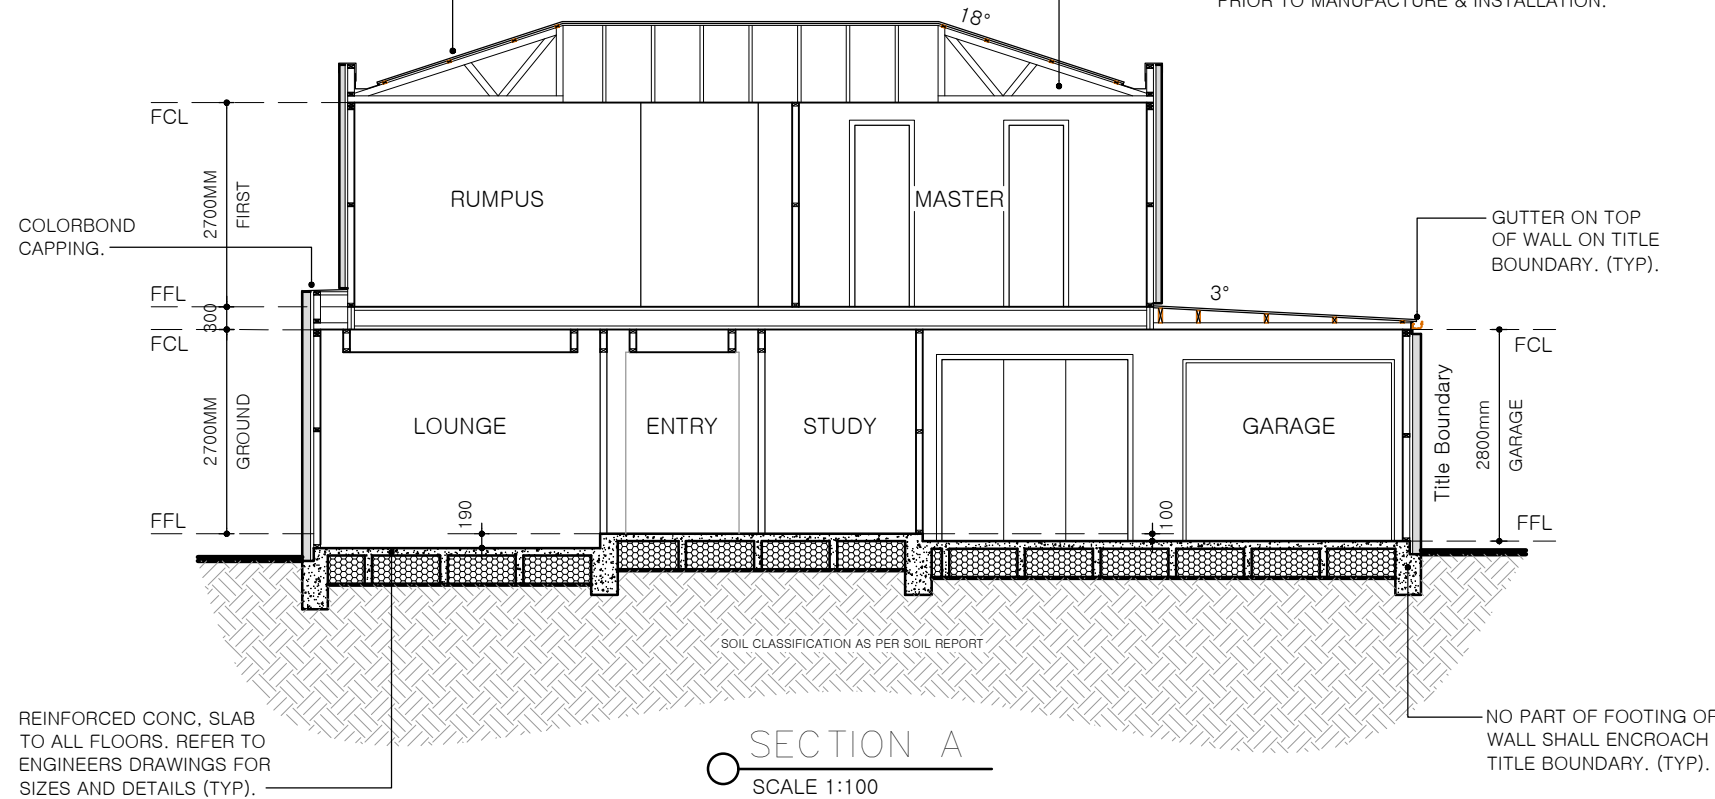 PRIOR TO MANUFACTURE & INSTALLATION.
18°
FCL
2700MM
FIRST
RUMPUS
MASTER
COLORBOND
CAPPING.
GUTTER ON TOP
OF WALL ON TITLE
BOUNDARY. (TYP).
FFL
300
3°
FCL
FCL
2700MM
GROUND
LOUNGE
ENTRY
STUDY
GARAGE
Title Boundary
2800mm
GARAGE
190
100
FFL
FFL
SOIL CLASSIFICATION AS PER SOIL REPORT
REINFORCED CONC, SLAB
TO ALL FLOORS. REFER TO
ENGINEERS DRAWINGS FOR
SIZES AND DETAILS (TYP).
SECTION A
SCALE 1:100
NO PART OF FOOTING OR
WALL SHALL ENCROACH
TITLE BOUNDARY. (TYP).